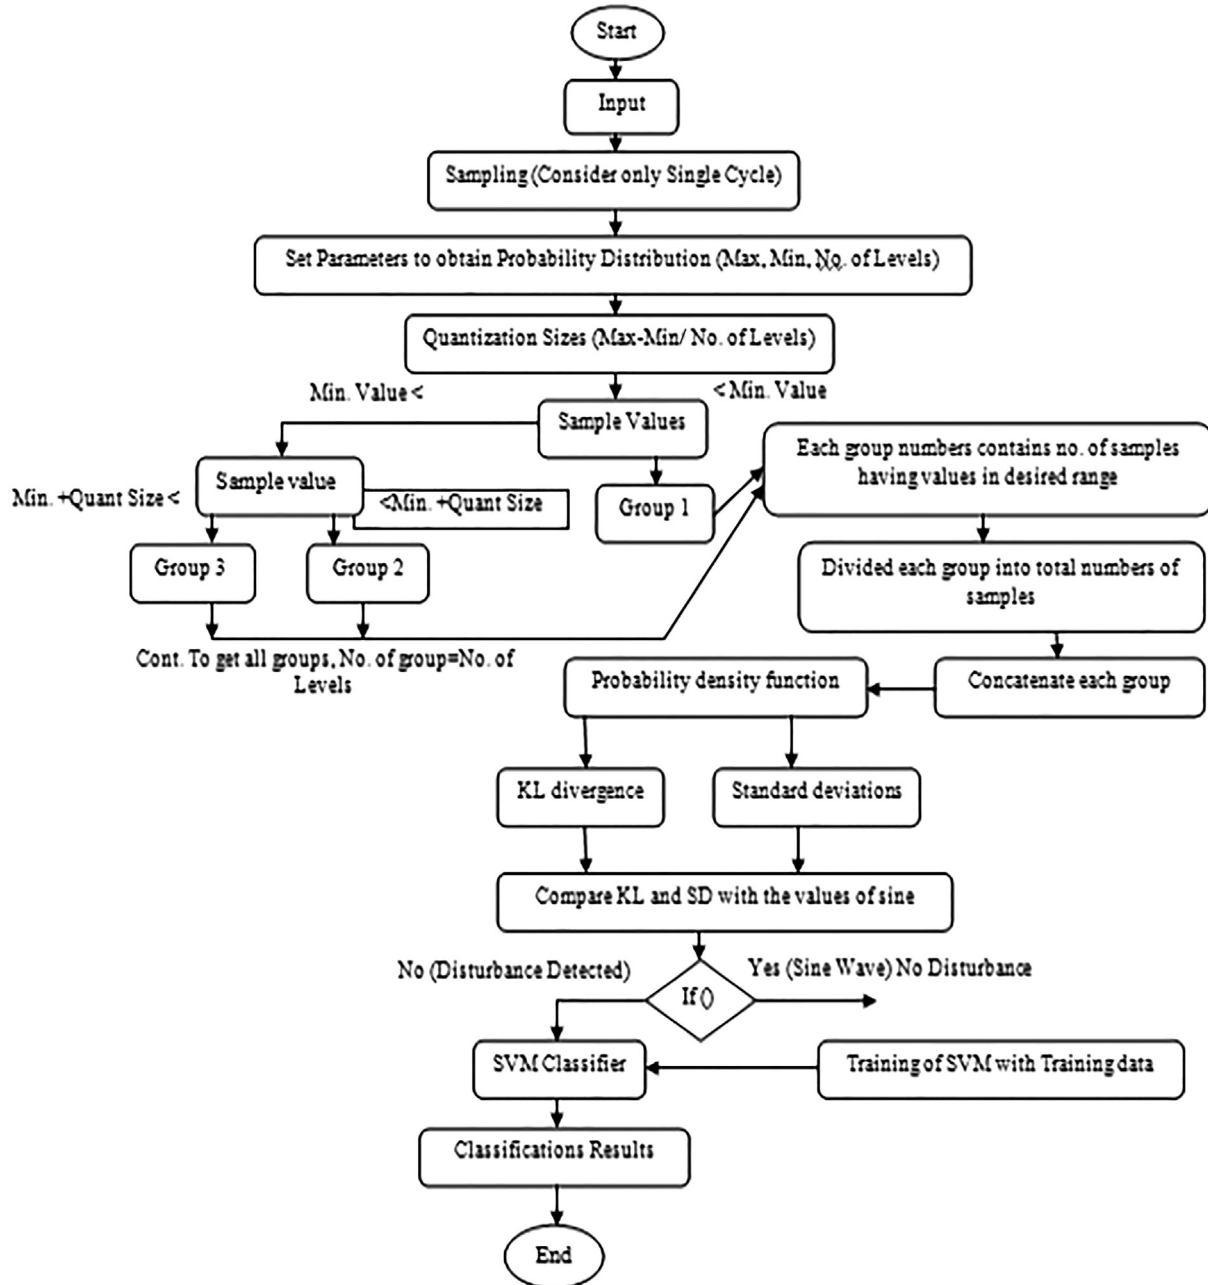 Start
Input
Sampling (Consider only Single Cycle)
Set Parameters to obtain Probability Distribution (Max, Min, No. of Levels)
Quantization Sizes (Max-Min/ No. of Levels)
Min. Value <
< Min. Value
Sample Values
Each group numbers contains no. of samples
having values in desired range
Sample value
Min. +Quant Size <
<Min. +Quant Size
Group 1
Group 3
Group 2
Divided each group into total numbers of
samples
Cont. To get all groups, No. of group=No. of
Levels
Probability density function
Concatenate each group
KL divergence
Standard deviations
Compare KL and SD with the values of sine
No (Disturbance Detected)
Yes (Sine Wave) No Disturbance
If ()
SVM Classifier
Training of SVM with Training data
Classifications Results
End